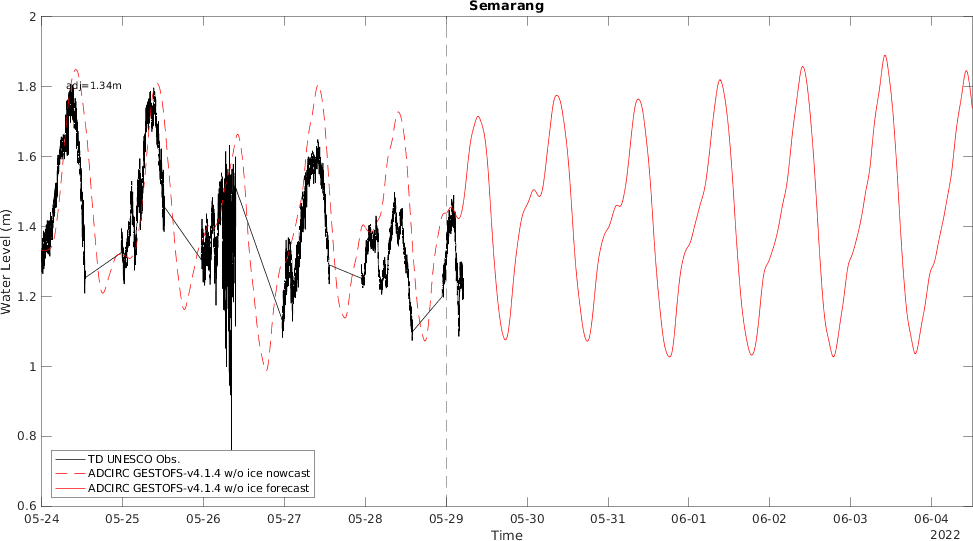 Semarang
2
1.8
1.6
1.4
1.2
1
0.8
0.6
Water Level (m)
adj=1.34m
TD UNESCO Obs.
ADCIRC GESTOFS-v4.1.4 w/o ice nowcast
ADCIRC GESTOFS-v4.1.4 w/o ice forecast
05-24 05-25 05-26 05-27 05-28 05-29 05-30 05-31 06-01 06-02 06-03 06-04
Time
2022